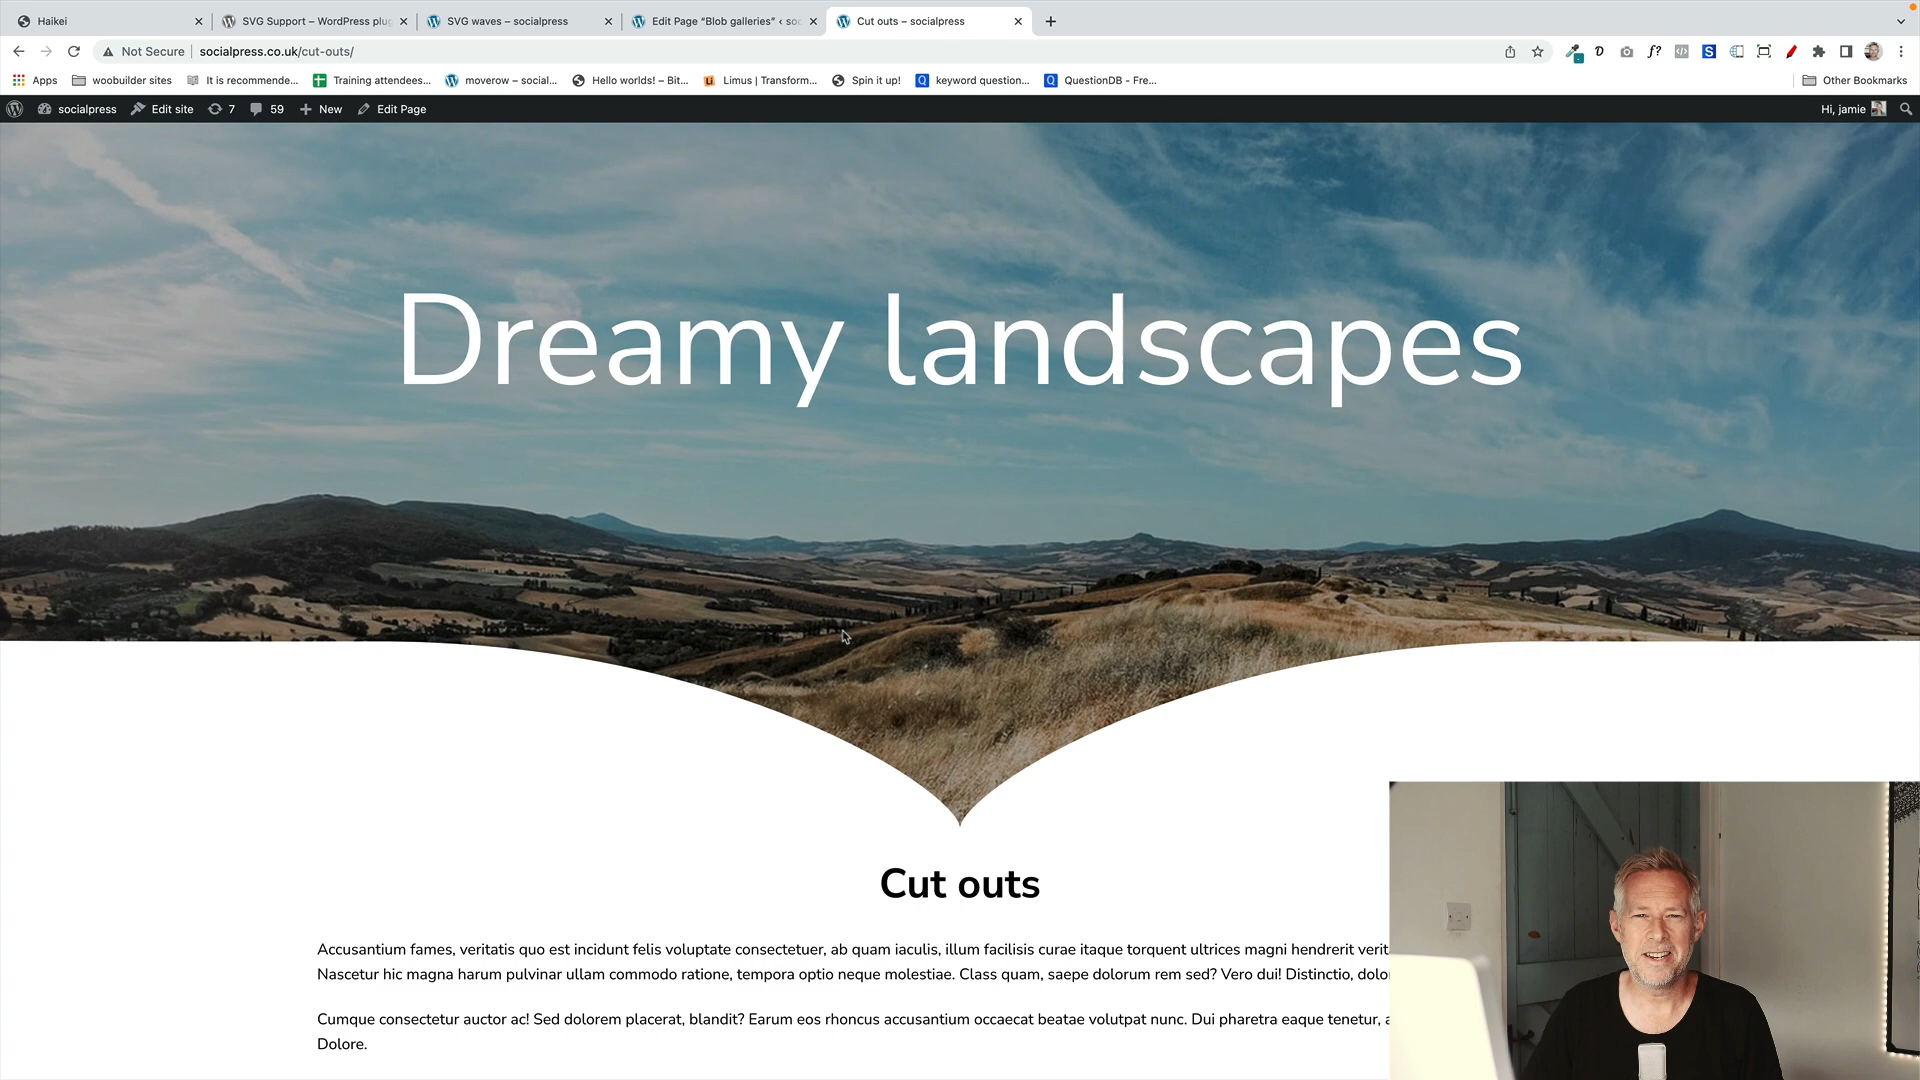 Haikei
SVG Support – WordPress plug
SVG waves – socialpress
Edit Page “Blob galleries” ‹ soc
Cut outs – socialpress
Not Secure
socialpress.co.uk/cut-outs/
Apps
woobuilder sites
It is recommende...
Training attendees...
moverow – social...
Hello worlds! – Bit...
Limus | Transform...
Spin it up!
keyword question...
QuestionDB - Fre...
Other Bookmarks
socialpress
Edit site
7
59
New
Edit Page
Hi, jamie
Dreamy landscapes
Cut outs
Accusantium fames, veritatis quo est incidunt felis voluptate consectetuer, ab quam iaculis, illum facilisis curae itaque torquent ultrices magni hendrerit verit
Nascetur hic magna harum pulvinar ullam commodo ratione, tempora optio neque molestiae. Class quam, saepe dolorum rem sed? Vero dui! Distinctio, dolo
Cumque consectetur auctor ac! Sed dolorem placerat, blandit? Earum eos rhoncus accusantium occaecat beatae volutpat nunc. Dui pharetra eaque tenetur, a
Dolore.